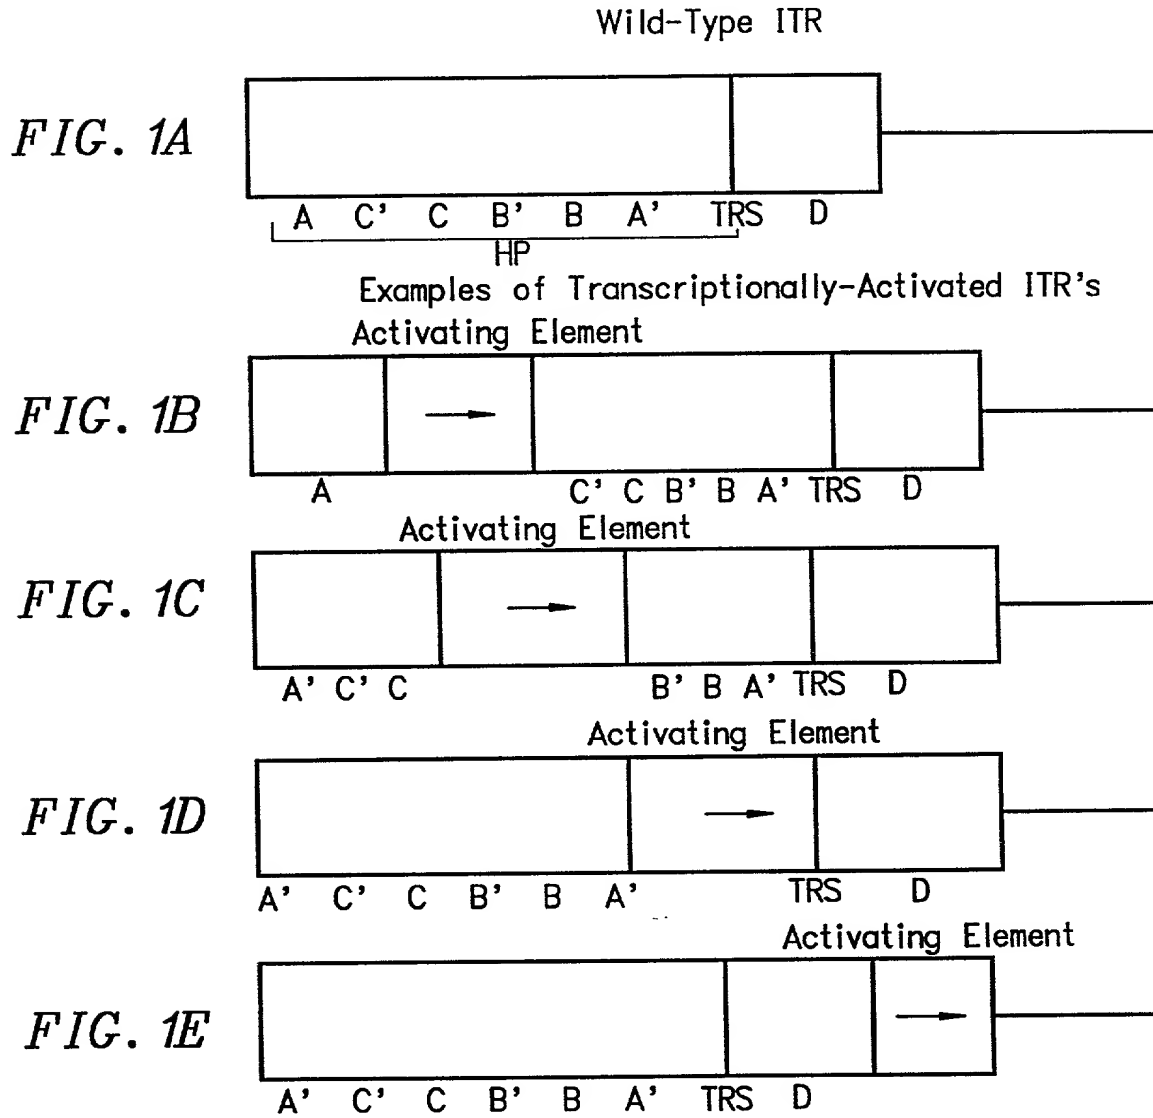 Wild-Type ITR
FIG. 1A
A C' C B' B A' TRS D
HP
Examples of Transcriptionally-Activated ITR's
Activating Element
FIG. 1B
A C' C B' B A' TRS D
Activating Element
FIG. 1C
A' C' C B' B A' TRS D
Activating Element
FIG. 1D
A' C' C B' B A' TRS D
Activating Element
FIG. 1E
A' C' C B' B A' TRS D